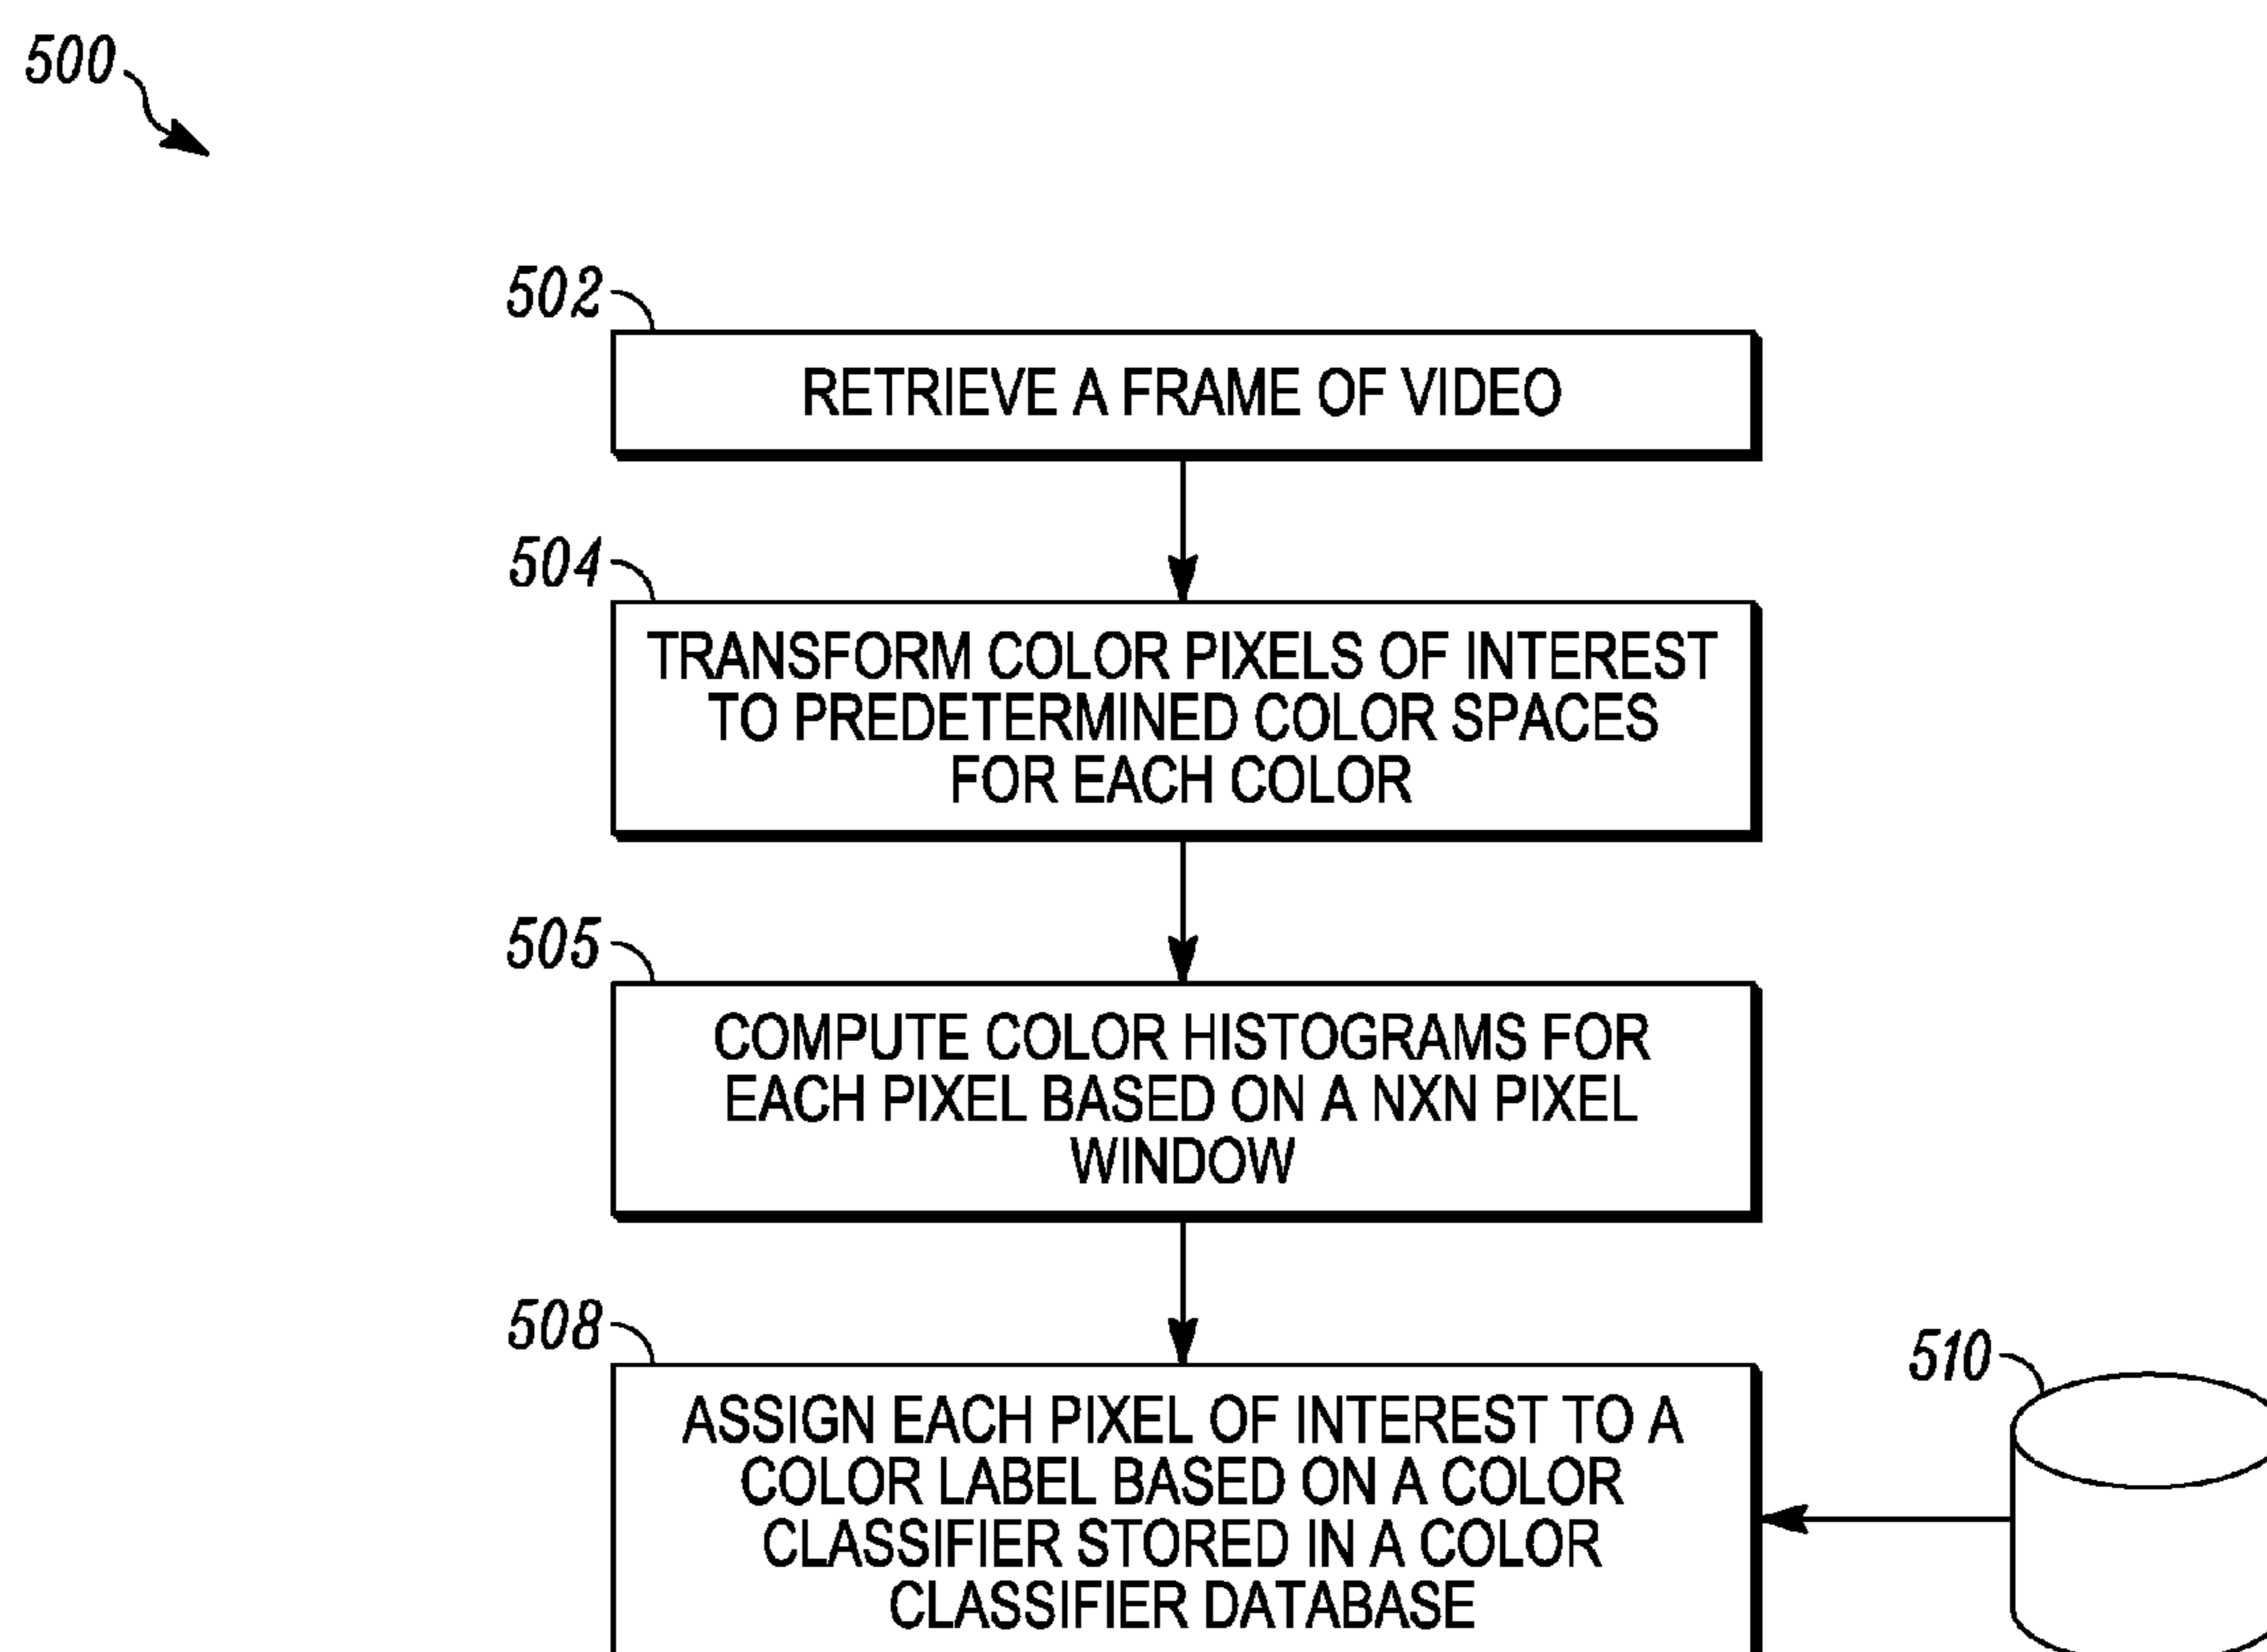 500
502
RETRIEVE A FRAME OF VIDEO
504
TRANSFORM COLOR PIXELS OF INTEREST
TO PREDETERMINED COLOR SPACES
FOR EACH COLOR
505
COMPUTE COLOR HISTOGRAMS FOR
EACH PIXEL BASED ON A NXN PIXEL
WINDOW
508
510
ASSIGN EACH PIXEL OF INTEREST TO A
COLOR LABEL BASED ON A COLOR
CLASSIFIER STORED IN A COLOR
CLASSIFIER DATABASE